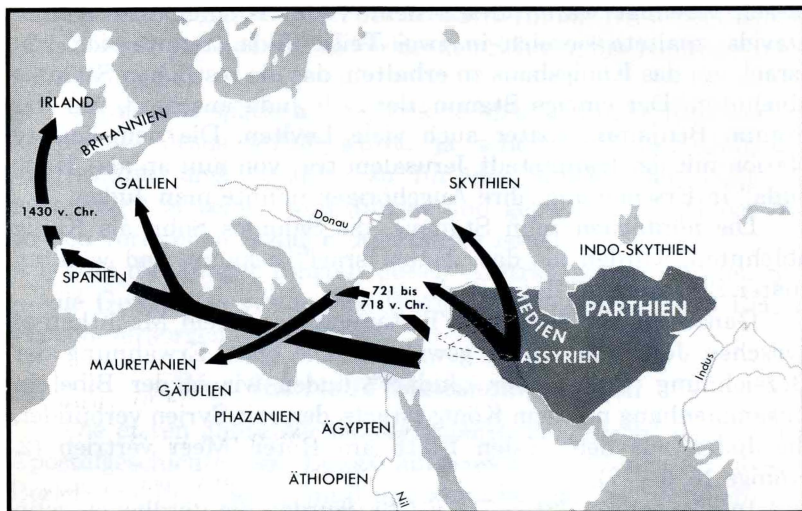 IRLAND
BRITANNIEN
GALLIEN
SKYTHIEN
Donau
1430 v. Chr.
INDO-SKYTHIEN
SPANIEN
721 bis
718 v. Chr.
MEDIEN
PARTHIEN
ASSYRIEN
MAURETANIEN
Indus
GÄTULIEN
PHAZANIEN
ÄGYPTEN
ÄTHIOPIEN
Nil